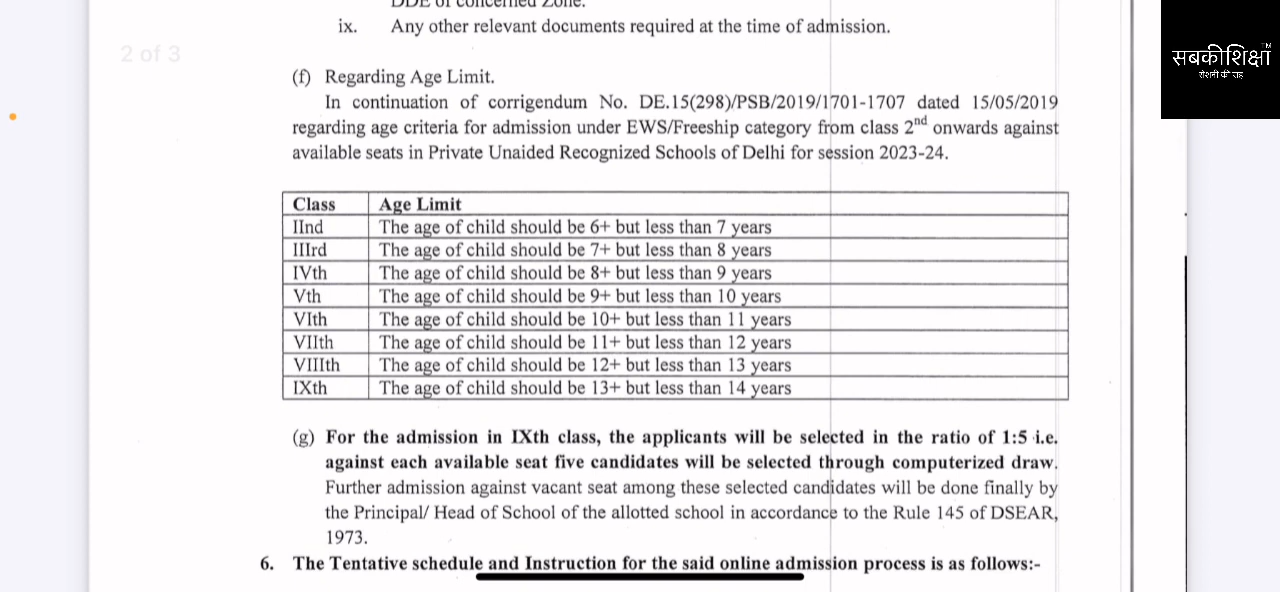 ix. Any other relevant documents required at the time of admission.
2 of 3
सबकीशिक्षा TM
रोशनी की राह
(f) Regarding Age Limit.
In continuation of corrigendum No. DE.15(298)/PSB/2019/1701-1707 dated 15/05/2019
regarding age criteria for admission under EWS/Freeship category from class 2nd onwards against
available seats in Private Unaided Recognized Schools of Delhi for session 2023-24.
Class Age Limit
IInd The age of child should be 6+ but less than 7 years
IIIrd The age of child should be 7+ but less than 8 years
IVth The age of child should be 8+ but less than 9 years
Vth The age of child should be 9+ but less than 10 years
VIth The age of child should be 10+ but less than 11 years
VIIth The age of child should be 11+ but less than 12 years
VIIIth The age of child should be 12+ but less than 13 years
IXth The age of child should be 13+ but less than 14 years
(g) For the admission in IXth class, the applicants will be selected in the ratio of 1:5 i.e.
against each available seat five candidates will be selected through computerized draw.
Further admission against vacant seat among these selected candidates will be done finally by
the Principal/ Head of School of the allotted school in accordance to the Rule 145 of DSEAR,
1973.
6. The Tentative schedule and Instruction for the said online admission process is as follows:-